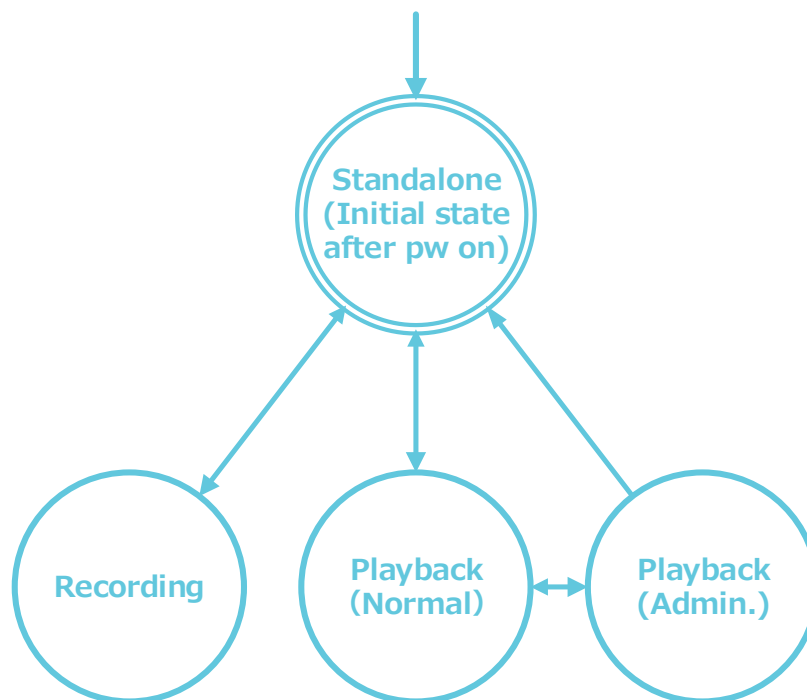 Standalone
(Initial state
after pw on)
Recording
Playback
(Normal)
Playback
(Admin.)